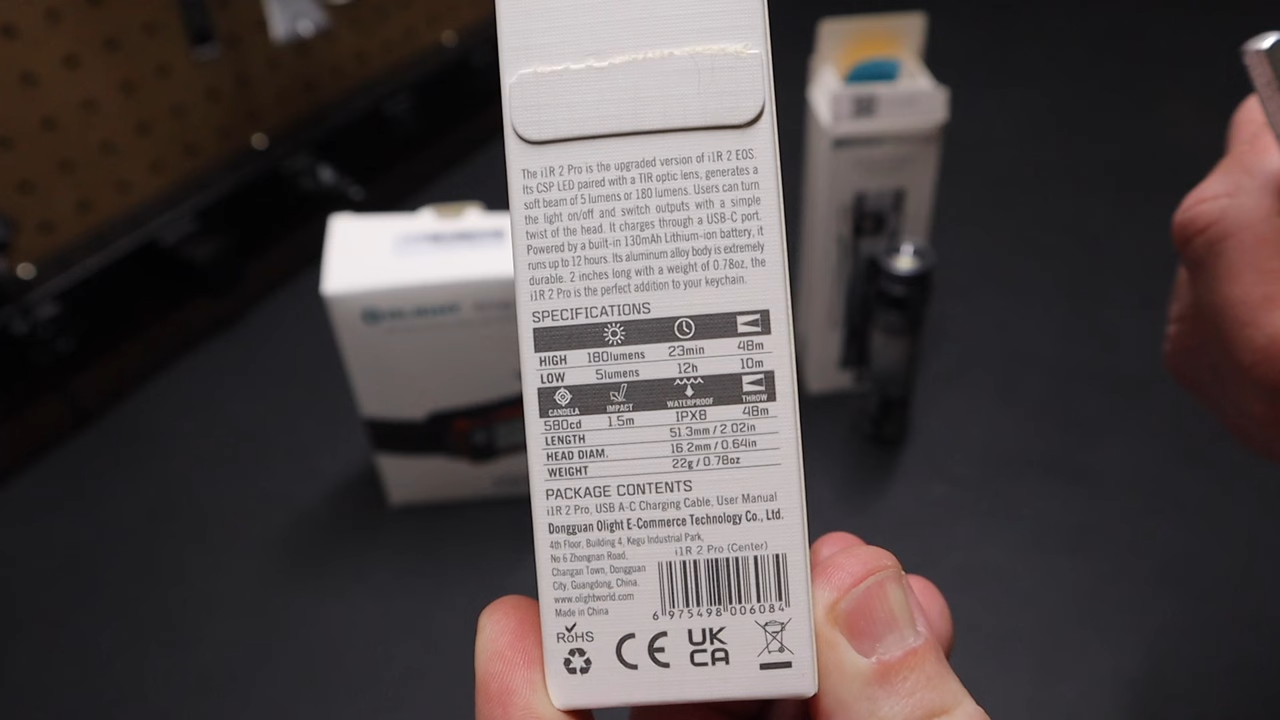 The i1R 2 Pro is the upgraded version of i1R 2 EOS.
Its CSP LED paired with a TIR optic lens, generates a
soft beam of 5 lumens or 180 lumens. Users can turn
the light on/off and switch outputs with a simple
twist of the head. It charges through a USB-C port.
Powered by a built-in 130mAh Lithium-ion battery, it
runs up to 12 hours. Its aluminum alloy body is extremely
durable. 2 inches long with a weight of 0.78oz, the
i1R 2 Pro is the perfect addition to your keychain.
SPECIFICATIONS
HIGH 180lumens 23min 48m
LOW 5lumens 12h 10m
CANDELA IMPACT WATERPROOF THROW
580cd 1.5m IPX8 48m
LENGTH 51.3mm / 2.02in
HEAD DIAM. 16.2mm / 0.64in
WEIGHT 22g / 0.78oz
PACKAGE CONTENTS
i1R 2 Pro, USB A-C Charging Cable, User Manual
Dongguan Olight E-Commerce Technology Co., Ltd.
4th Floor, Building 4, Kegu Industrial Park,
No 6 Zhongnan Road,
Changan Town, Dongguan
City, Guangdong, China.
www.olightworld.com
Made in China
i1R 2 Pro (Center)
6 975498 006084
RoHS
CE
UK
CA